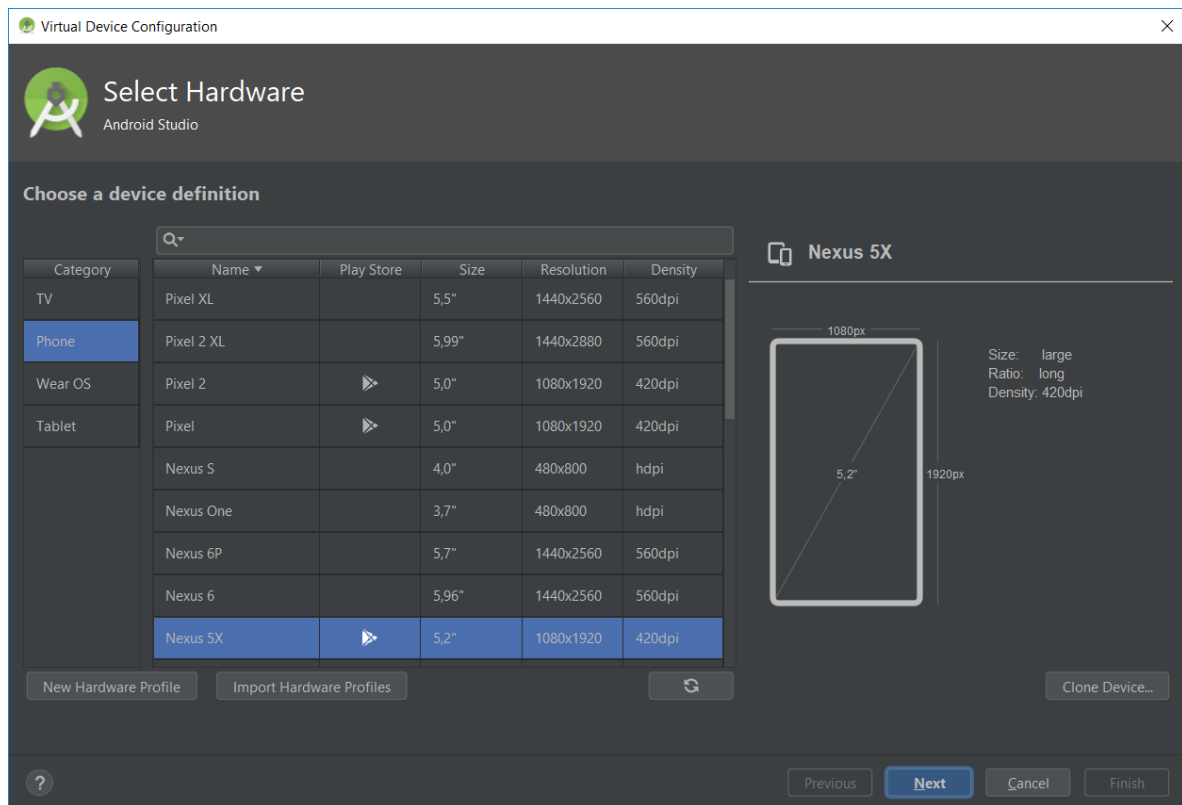 Virtual Device Configuration
Select Hardware
Android Studio
Choose a device definition
Category
TV
Phone
Wear OS
Tablet
Name Play Store Size Resolution Density
Pixel XL 5,5" 1440x2560 560dpi
Pixel 2 XL 5,99" 1440x2880 560dpi
Pixel 2 5,0" 1080x1920 420dpi
Pixel 5,0" 1080x1920 420dpi
Nexus S 4,0" 480x800 hdpi
Nexus One 3,7" 480x800 hdpi
Nexus 6P 5,7" 1440x2560 560dpi
Nexus 6 5,96" 1440x2560 560dpi
Nexus 5X 5,2" 1080x1920 420dpi
Nexus 5X
1080px
5,2"
1920px
Size: large
Ratio: long
Density: 420dpi
New Hardware Profile Import Hardware Profiles Clone Device...
? Previous Next Cancel Finish